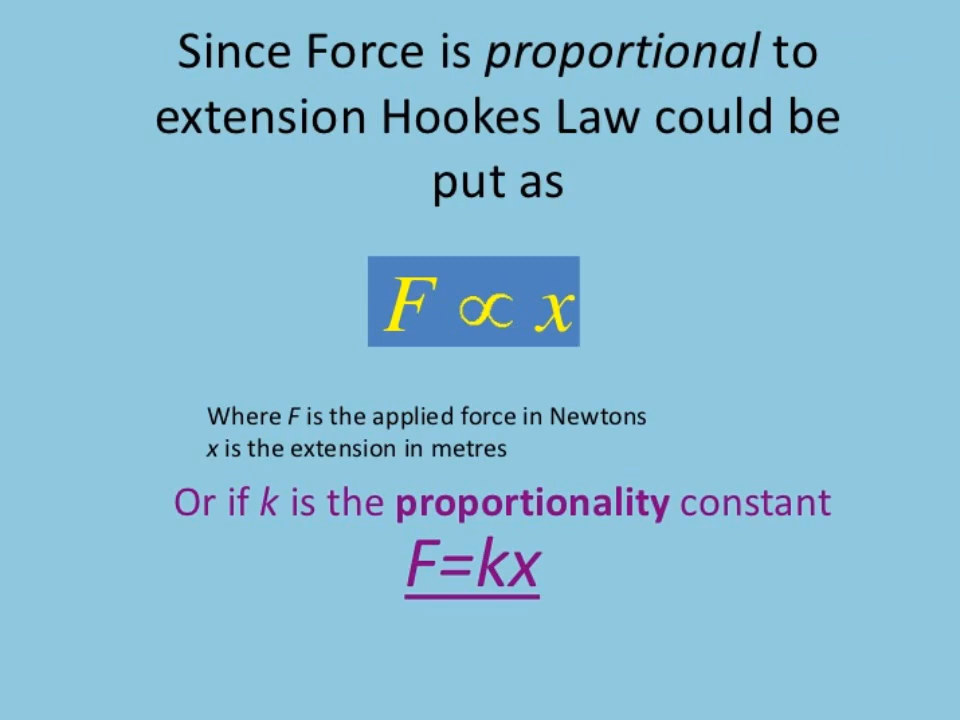 Since Force is proportional to
extension Hookes Law could be
put as
F ∝ x
Where F is the applied force in Newtons
x is the extension in metres
Or if k is the proportionality constant
F=kx